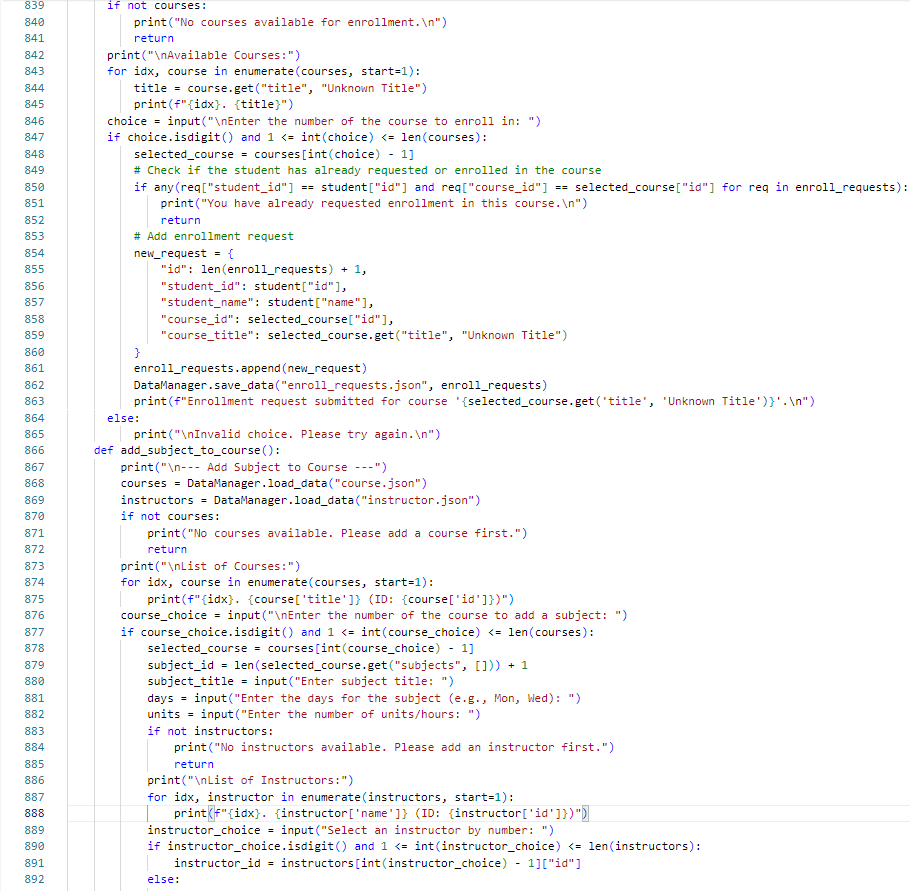 839 if not courses:
840 print("No courses available for enrollment.\n")
841 return
842 print("\nAvailable Courses:")
843 for idx, course in enumerate(courses, start=1):
844 title = course.get("title", "Unknown Title")
845 print(f"{idx}. {title}")
846 choice = input("\nEnter the number of the course to enroll in: ")
847 if choice.isdigit() and 1 <= int(choice) <= len(courses):
848 selected_course = courses[int(choice) - 1]
849 # Check if the student has already requested or enrolled in the course
850 if any(req["student_id"] == student["id"] and req["course_id"] == selected_course["id"] for req in enroll_requests):
851 print("You have already requested enrollment in this course.\n")
852 return
853 # Add enrollment request
854 new_request = {
855 "id": len(enroll_requests) + 1,
856 "student_id": student["id"],
857 "student_name": student["name"],
858 "course_id": selected_course["id"],
859 "course_title": selected_course.get("title", "Unknown Title")
860 }
861 enroll_requests.append(new_request)
862 DataManager.save_data("enroll_requests.json", enroll_requests)
863 print(f"Enrollment request submitted for course '{selected_course.get('title', 'Unknown Title')}'.\n")
864 else:
865 print("\nInvalid choice. Please try again.\n")
866 def add_subject_to_course():
867 print("\n--- Add Subject to Course ---")
868 courses = DataManager.load_data("course.json")
869 instructors = DataManager.load_data("instructor.json")
870 if not courses:
871 print("No courses available. Please add a course first.")
872 return
873 print("\nList of Courses:")
874 for idx, course in enumerate(courses, start=1):
875 print(f"{idx}. {course['title']} (ID: {course['id']})")
876 course_choice = input("\nEnter the number of the course to add a subject: ")
877 if course_choice.isdigit() and 1 <= int(course_choice) <= len(courses):
878 selected_course = courses[int(course_choice) - 1]
879 subject_id = len(selected_course.get("subjects", [])) + 1
880 subject_title = input("Enter subject title: ")
881 days = input("Enter the days for the subject (e.g., Mon, Wed): ")
882 units = input("Enter the number of units/hours: ")
883 if not instructors:
884 print("No instructors available. Please add an instructor first.")
885 return
886 print("\nList of Instructors:")
887 for idx, instructor in enumerate(instructors, start=1):
888 print(f"{idx}. {instructor['name']} (ID: {instructor['id']})")
889 instructor_choice = input("Select an instructor by number: ")
890 if instructor_choice.isdigit() and 1 <= int(instructor_choice) <= len(instructors):
891 instructor_id = instructors[int(instructor_choice) - 1]["id"]
892 else: